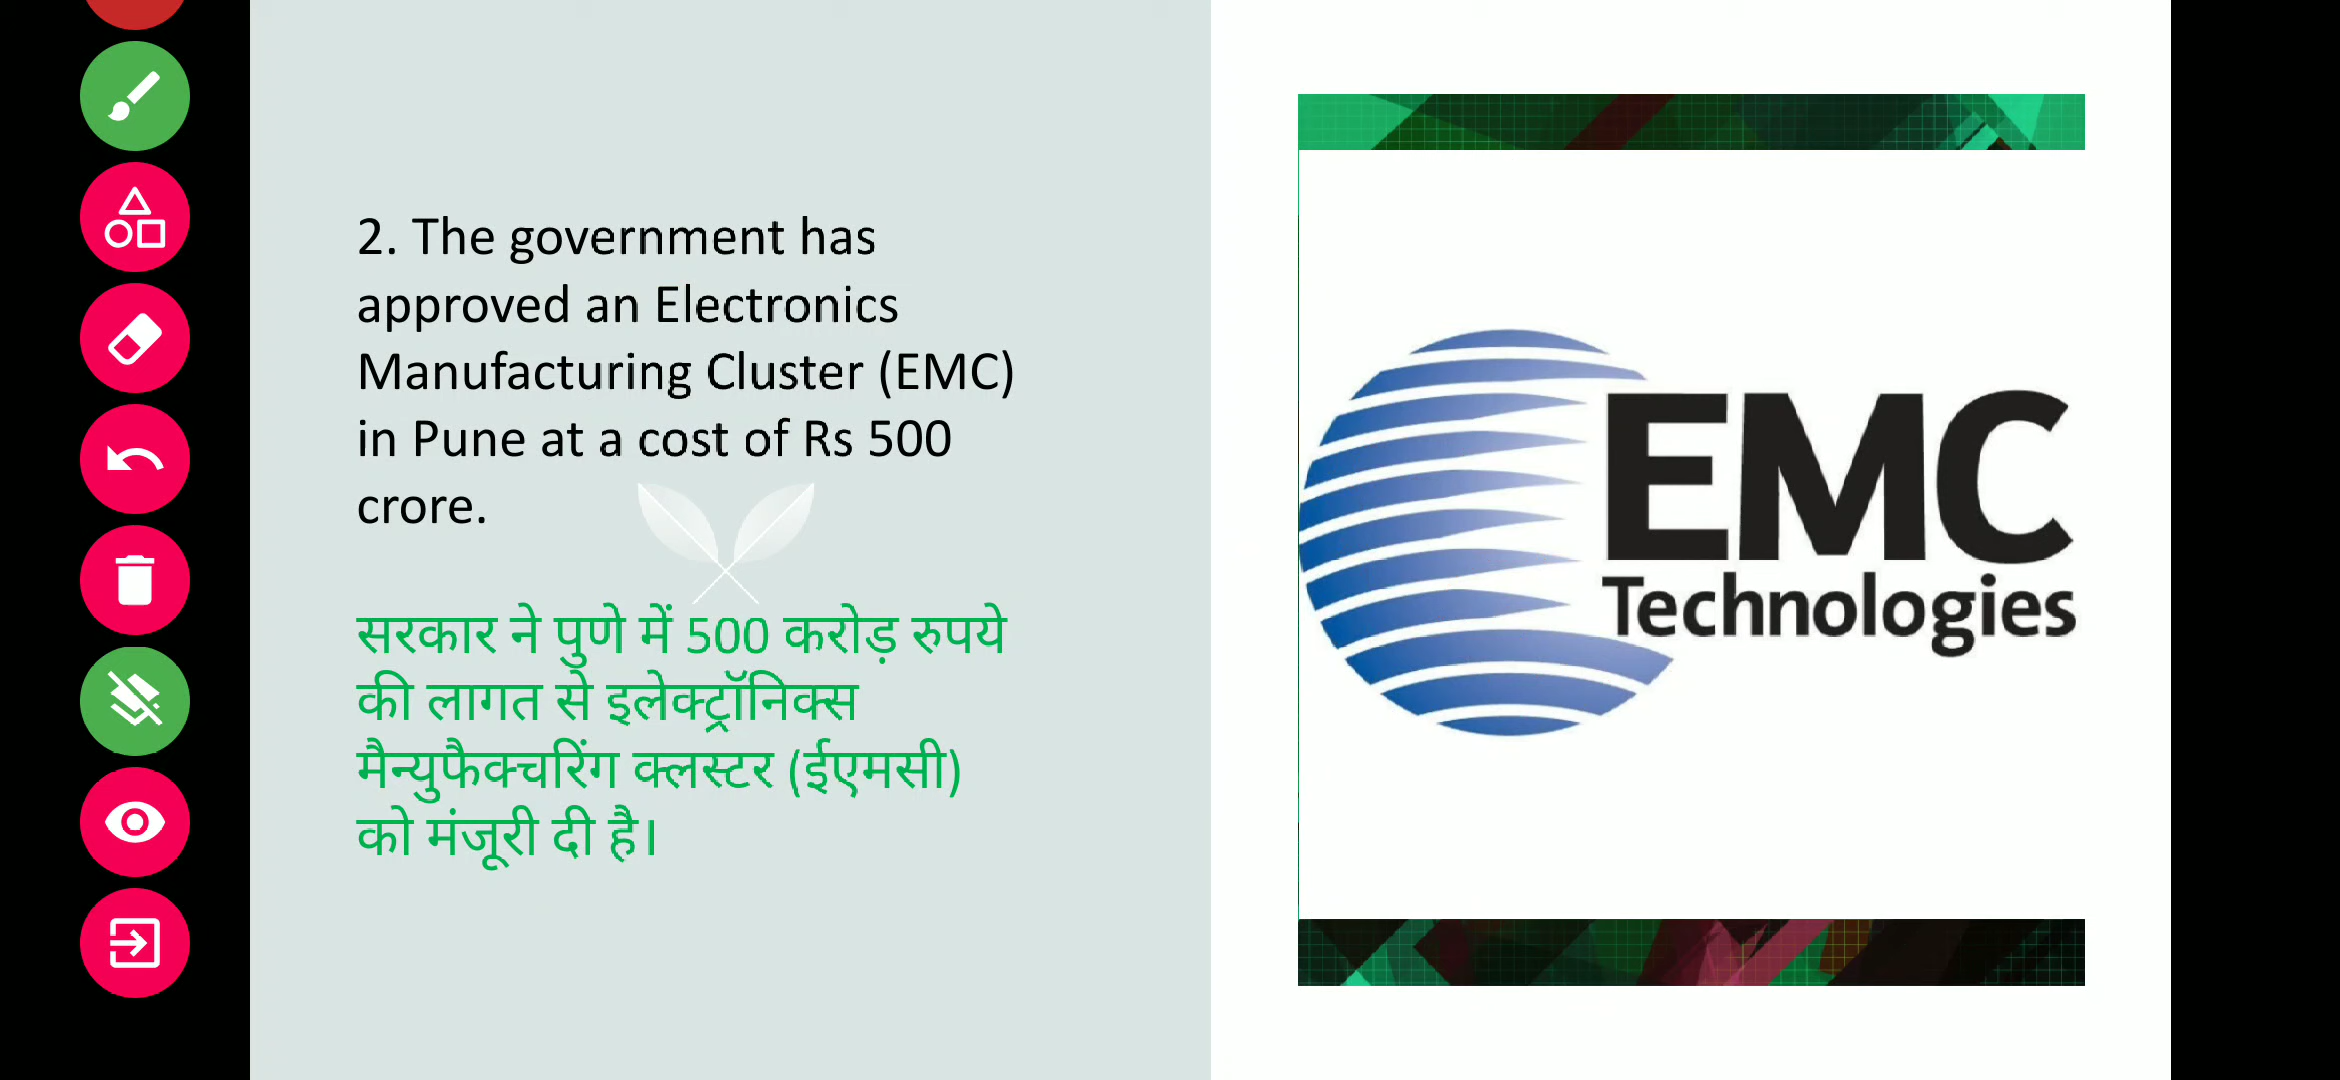 2. The government has
approved an Electronics
Manufacturing Cluster (EMC)
in Pune at a cost of Rs 500
crore.
सरकार ने पुणे में 500 करोड़ रुपये
की लागत से इलेक्ट्रॉनिक्स
मैन्युफैक्चरिंग क्लस्टर (ईएमसी)
को मंजूरी दी है।
EMC
Technologies